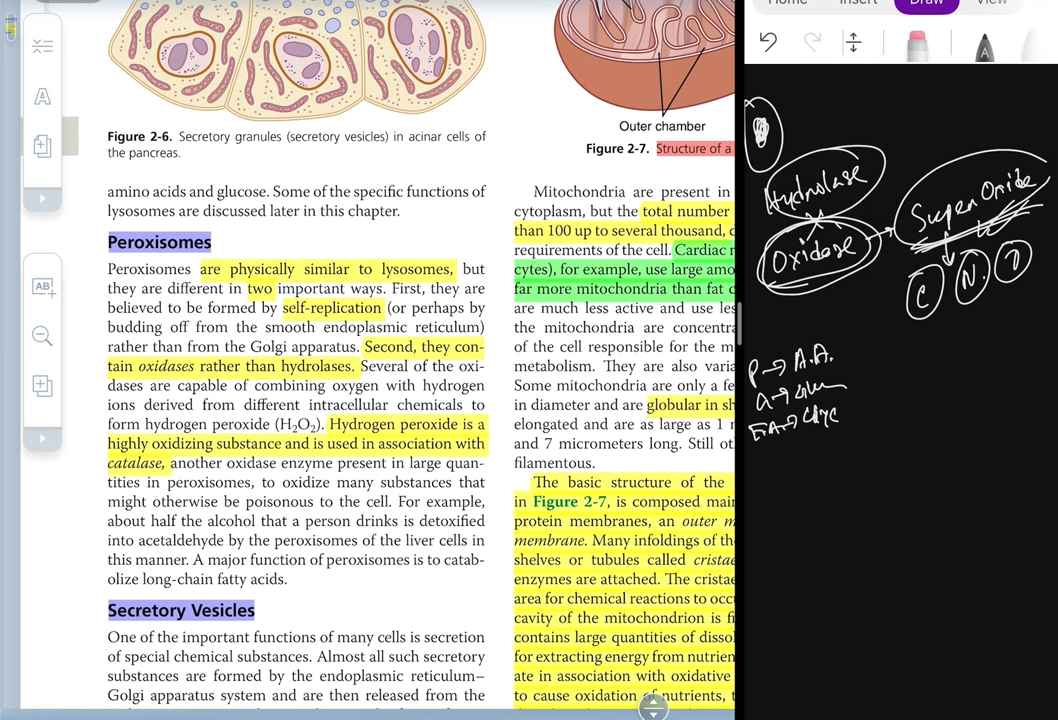 Home Insert Draw View
A
AB
A
Outer chamber
Figure 2-6. Secretory granules (secretory vesicles) in acinar cells of
the pancreas.
Figure 2-7. Structure of a
amino acids and glucose. Some of the specific functions of
lysosomes are discussed later in this chapter.
Peroxisomes
Peroxisomes are physically similar to lysosomes, but
they are different in two important ways. First, they are
believed to be formed by self-replication (or perhaps by
budding off from the smooth endoplasmic reticulum)
rather than from the Golgi apparatus. Second, they con-
tain oxidases rather than hydrolases. Several of the oxi-
dases are capable of combining oxygen with hydrogen
ions derived from different intracellular chemicals to
form hydrogen peroxide (H₂O₂). Hydrogen peroxide is a
highly oxidizing substance and is used in association with
catalase, another oxidase enzyme present in large quan-
tities in peroxisomes, to oxidize many substances that
might otherwise be poisonous to the cell. For example,
about half the alcohol that a person drinks is detoxified
into acetaldehyde by the peroxisomes of the liver cells in
this manner. A major function of peroxisomes is to catab-
olize long-chain fatty acids.
Secretory Vesicles
One of the important functions of many cells is secretion
of special chemical substances. Almost all such secretory
substances are formed by the endoplasmic reticulum–
Golgi apparatus system and are then released from the
Mitochondria are present in
cytoplasm, but the total number
than 100 up to several thousand,
requirements of the cell. Cardiac
cytes), for example, use large amo
far more mitochondria than fat c
are much less active and use les
the mitochondria are concentra
of the cell responsible for the m
metabolism. They are also varia
Some mitochondria are only a fe
in diameter and are globular in sh
elongated and are as large as 1
and 7 micrometers long. Still ot
filamentous.
The basic structure of the
in Figure 2-7, is composed mai
protein membranes, an outer m
membrane. Many infoldings of th
shelves or tubules called cristae
enzymes are attached. The cristae
area for chemical reactions to occ
cavity of the mitochondrion is fi
contains large quantities of dissol
for extracting energy from nutrien
ate in association with oxidative
to cause oxidation of nutrients, t
Hydrolase
Oxidase → Super Oxide
C N
P → A.A.